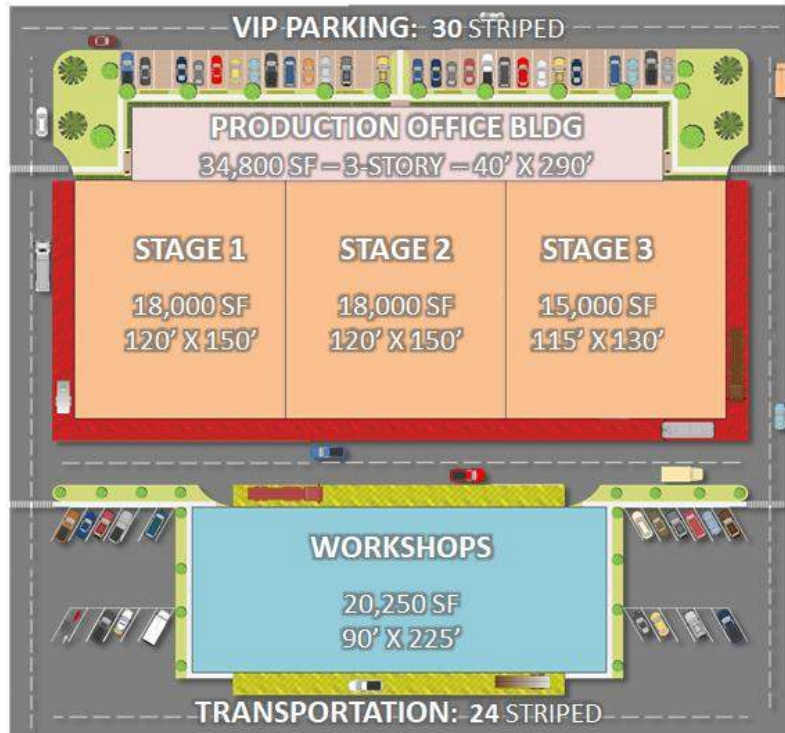 VIP PARKING: 30 STRIPED
PRODUCTION OFFICE BLDG
34,800 SF – 3-STORY – 40' X 290'
STAGE 1
18,000 SF
120' X 150'
STAGE 2
18,000 SF
120' X 150'
STAGE 3
15,000 SF
115' X 130'
WORKSHOPS
20,250 SF
90' X 225'
TRANSPORTATION: 24 STRIPED